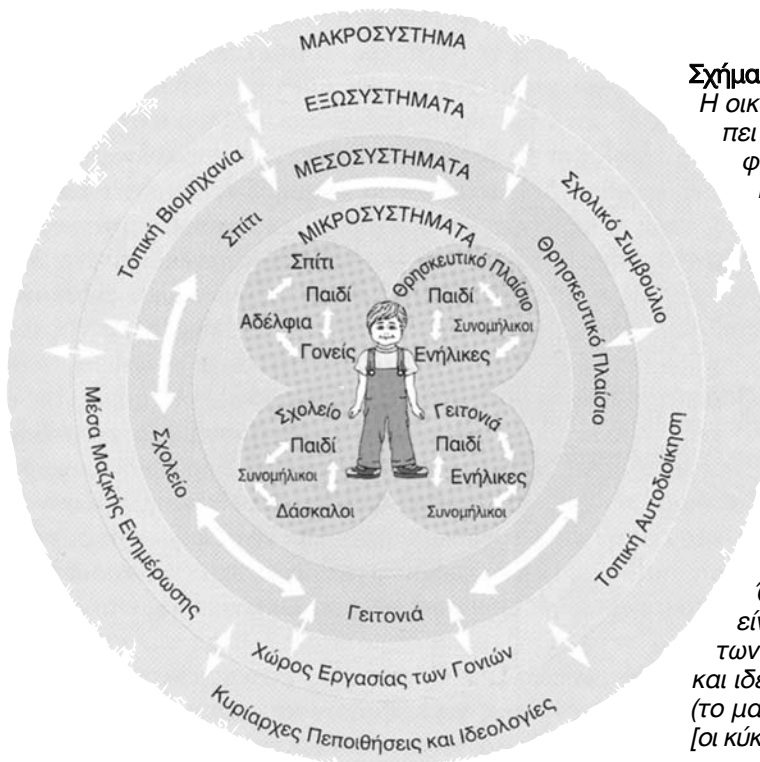 ΜΑΚΡΟΣΥΣΤΗΜΑ
ΕΞΩΣΥΣΤΗΜΑΤΑ
ΜΕΣΟΣΥΣΤΗΜΑΤΑ
ΜΙΚΡΟΣΥΣΤΗΜΑΤΑ
Τοπική Βιομηχανία
Σπίτι
Σχολικό Συμβούλιο
Θρησκευτικό Πλαίσιο
Σπίτι
Παιδί
Αδέλφια
Γονείς
Θρησκευτικό Πλαίσιο
Παιδί
Συνομήλικοι
Ενήλικες
Σχολείο
Παιδί
Συνομήλικοι
Δάσκαλοι
Γειτονιά
Παιδί
Ενήλικες
Συνομήλικοι
Σχολείο
Μέσα Μαζικής Ενημέρωσης
Τοπική Αυτοδιοίκηση
Γειτονιά
Χώρος Εργασίας των Γονιών
Κυρίαρχες Πεποιθήσεις και Ιδεολογίες
Σχήμα
Η οικ
πει
φ
είν
των
και ιδε
(το μα
[οι κύκ